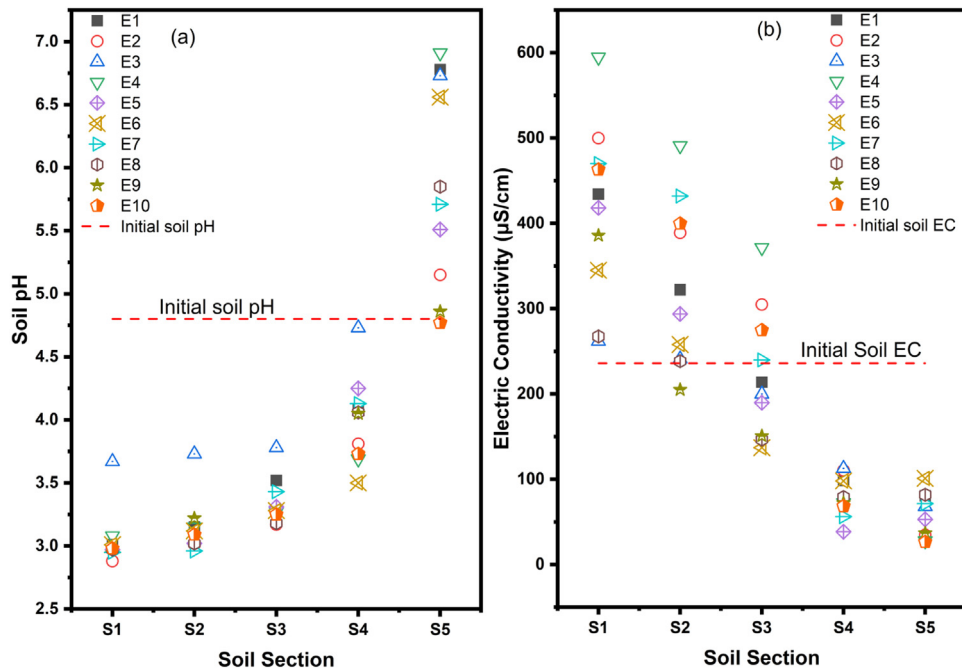 (a)
E1
E2
E3
E4
E5
E6
E7
E8
E9
E10
Initial soil pH
Initial soil pH
7.0
6.5
6.0
5.5
5.0
4.5
4.0
3.5
3.0
2.5
Soil pH
S1 S2 S3 S4 S5
Soil Section
(b)
E1
E2
E3
E4
E5
E6
E7
E8
E9
E10
Initial soil EC
Initial Soil EC
600
500
400
300
200
100
0
Electric Conductivity (µS/cm)
S1 S2 S3 S4 S5
Soil Section